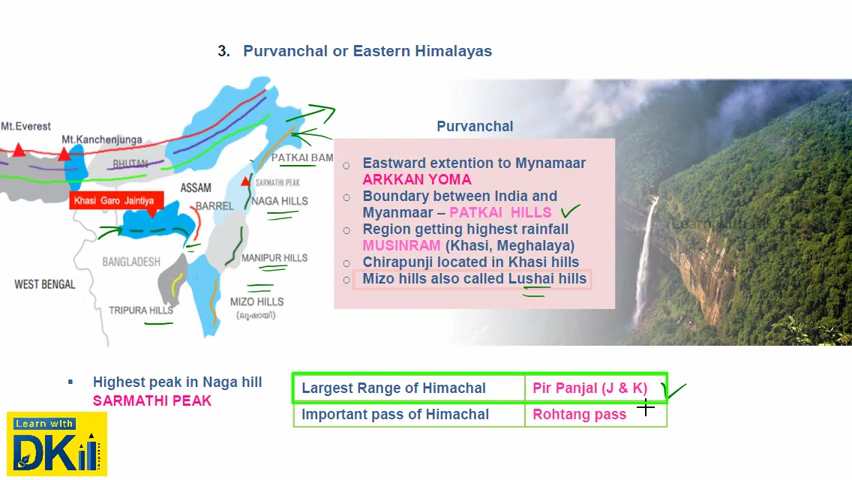 3. Purvanchal or Eastern Himalayas
Mt.Everest
Mt.Kanchenjunga
BHUTAN
PATKAI BAM
ASSAM
SARMATHI PEAK
Khasi Garo Jaintiya
BARREL
NAGA HILLS
BANGLADESH
MANIPUR HILLS
WEST BENGAL
MIZO HILLS
(ലുഷായി)
TRIPURA HILLS
Purvanchal
Eastward extention to Mynamaar
ARKKAN YOMA
Boundary between India and
Myanmaar – PATKAI HILLS
Region getting highest rainfall
MUSINRAM (Khasi, Meghalaya)
Chirapunji located in Khasi hills
Mizo hills also called Lushai hills
Highest peak in Naga hill
SARMATHI PEAK
Largest Range of Himachal Pir Panjal (J & K)
Important pass of Himachal Rohtang pass
Learn with
DK